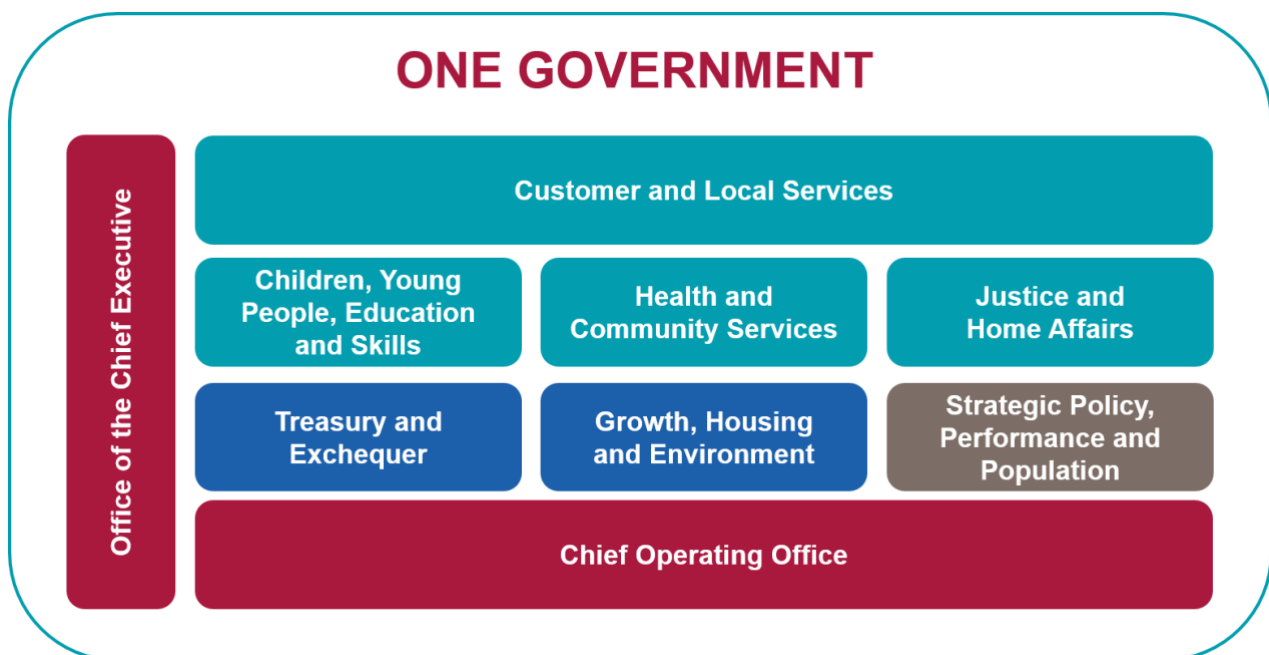 ONE GOVERNMENT
Office of the Chief Executive
Customer and Local Services
Children, Young
People, Education
and Skills
Health and
Community Services
Justice and
Home Affairs
Treasury and
Exchequer
Growth, Housing
and Environment
Strategic Policy,
Performance and
Population
Chief Operating Office